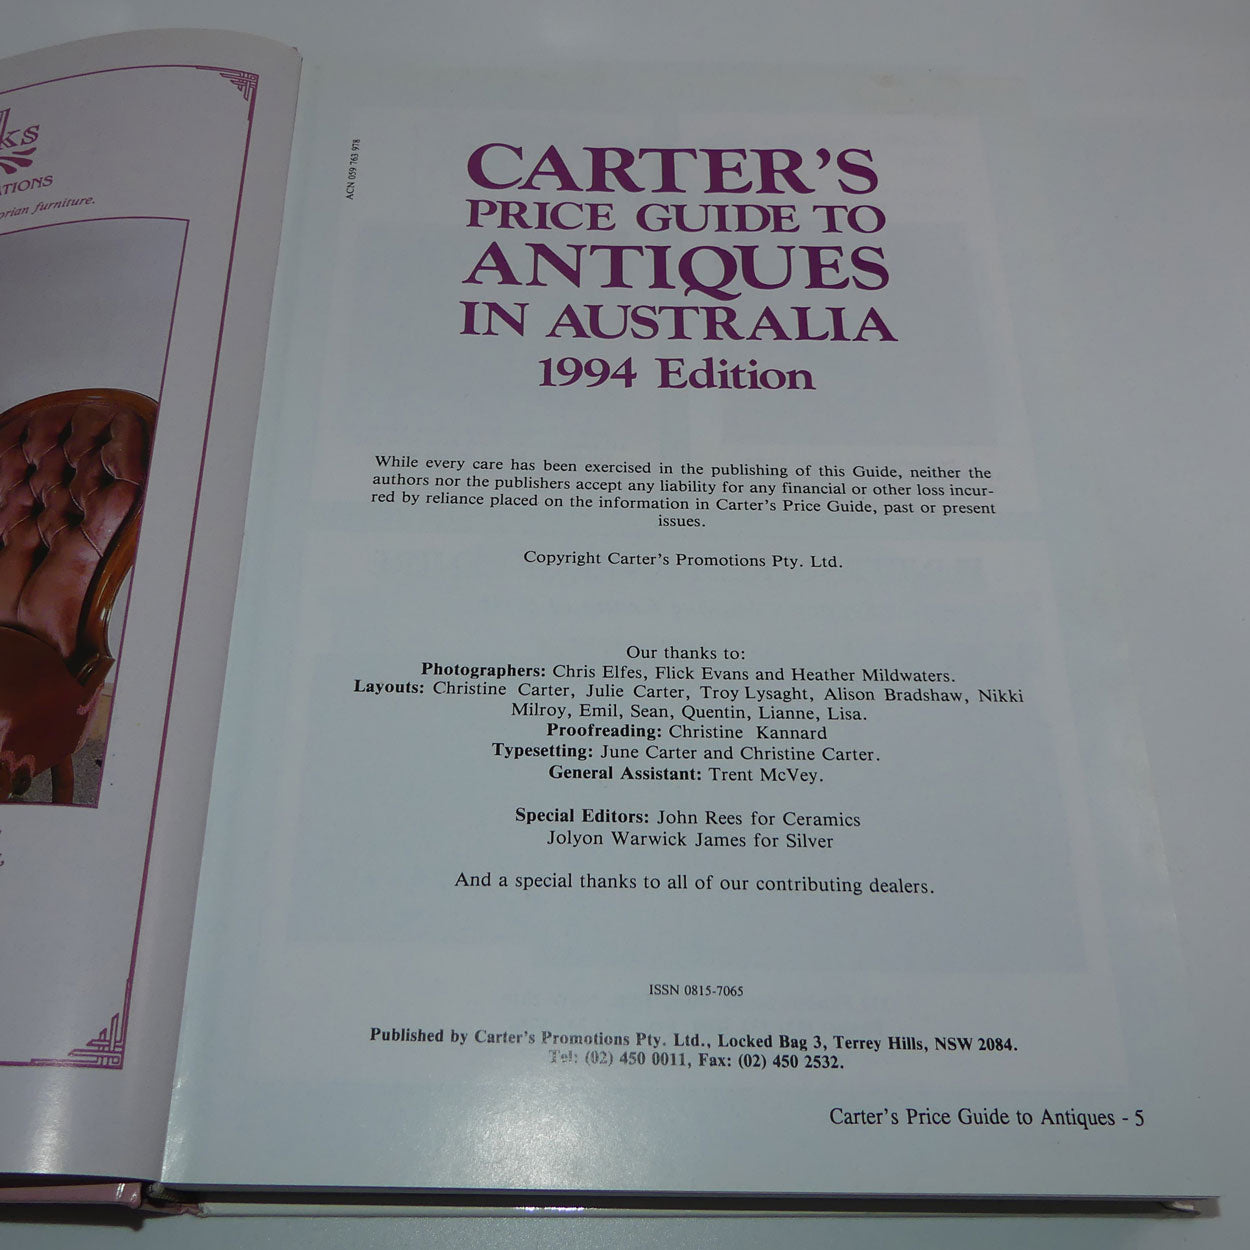 ATIONS
orian furniture.
ACN 059 763 978
CARTER'S
PRICE GUIDE TO
ANTIQUES
IN AUSTRALIA
1994 Edition
While every care has been exercised in the publishing of this Guide, neither the
authors nor the publishers accept any liability for any financial or other loss incur-
red by reliance placed on the information in Carter's Price Guide, past or present
issues.
Copyright Carter's Promotions Pty. Ltd.
Our thanks to:
Photographers: Chris Elfes, Flick Evans and Heather Mildwaters.
Layouts: Christine Carter, Julie Carter, Troy Lysaght, Alison Bradshaw, Nikki
Milroy, Emil, Sean, Quentin, Lianne, Lisa.
Proofreading: Christine Kannard
Typesetting: June Carter and Christine Carter.
General Assistant: Trent McVey.
Special Editors: John Rees for Ceramics
Jolyon Warwick James for Silver
And a special thanks to all of our contributing dealers.
ISSN 0815-7065
Published by Carter's Promotions Pty. Ltd., Locked Bag 3, Terrey Hills, NSW 2084.
Tel: (02) 450 0011, Fax: (02) 450 2532.
Carter's Price Guide to Antiques - 5